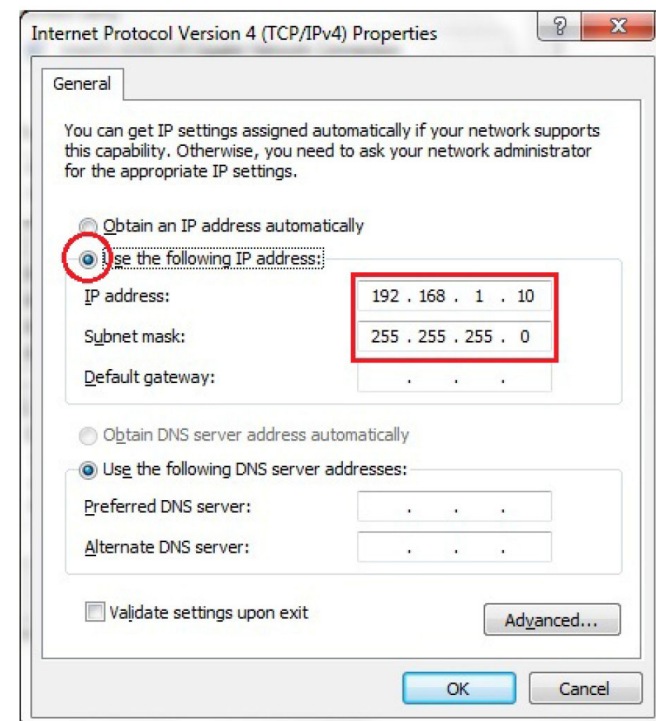 Internet Protocol Version 4 (TCP/IPv4) Properties
General
You can get IP settings assigned automatically if your network supports
this capability. Otherwise, you need to ask your network administrator
for the appropriate IP settings.
Obtain an IP address automatically
Use the following IP address:
IP address: 192 . 168 . 1 . 10
Subnet mask: 255 . 255 . 255 . 0
Default gateway: . . .
Obtain DNS server address automatically
Use the following DNS server addresses:
Preferred DNS server: . . .
Alternate DNS server: . . .
Validate settings upon exit
Advanced...
OK Cancel